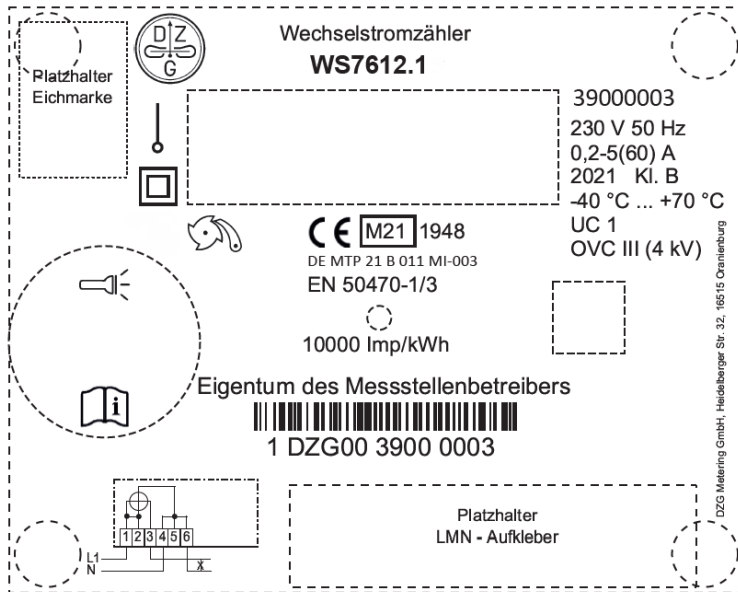 Platzhalter
Eichmarke
D Z
G
Wechselstromzähler
WS7612.1
39000003
230 V 50 Hz
0,2-5(60) A
2021 Kl. B
-40 °C ... +70 °C
UC 1
OVC III (4 kV)
CE M21 1948
DE MTP 21 B 011 MI-003
EN 50470-1/3
10000 Imp/kWh
i
Eigentum des Messstellenbetreibers
1 DZG00 3900 0003
DZG Metering GmbH, Heidelberger Str. 32, 16515 Oranienburg
1 2 3 4 5 6
L1
N
Platzhalter
LMN - Aufkleber